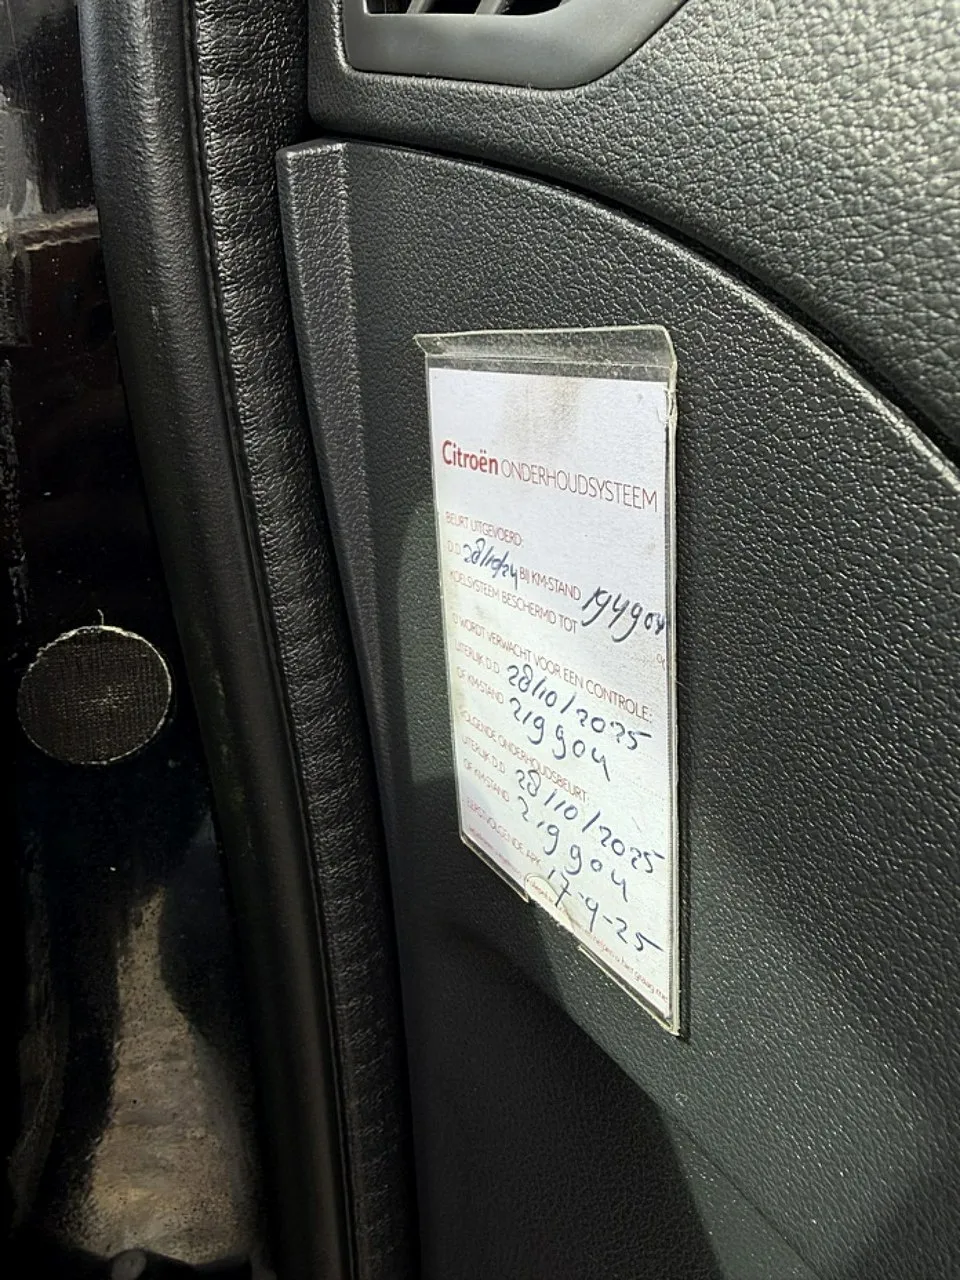 Citroën ONDERHOUDSYSTEEM
BEURT UITGEVOERD:
D.D. 28/10/24 BIJ KM-STAND 194904
KOELSYSTEEM BESCHERMD TOT
U WORDT VERWACHT VOOR EEN CONTROLE:
UITERLIJK D.D. 28/10/2025
OF KM-STAND 219904
VOLGENDE ONDERHOUDSBEURT:
UITERLIJK D.D. 28/10/2025
OF KM-STAND 219904
EERSTVOLGENDE APK 17-9-25